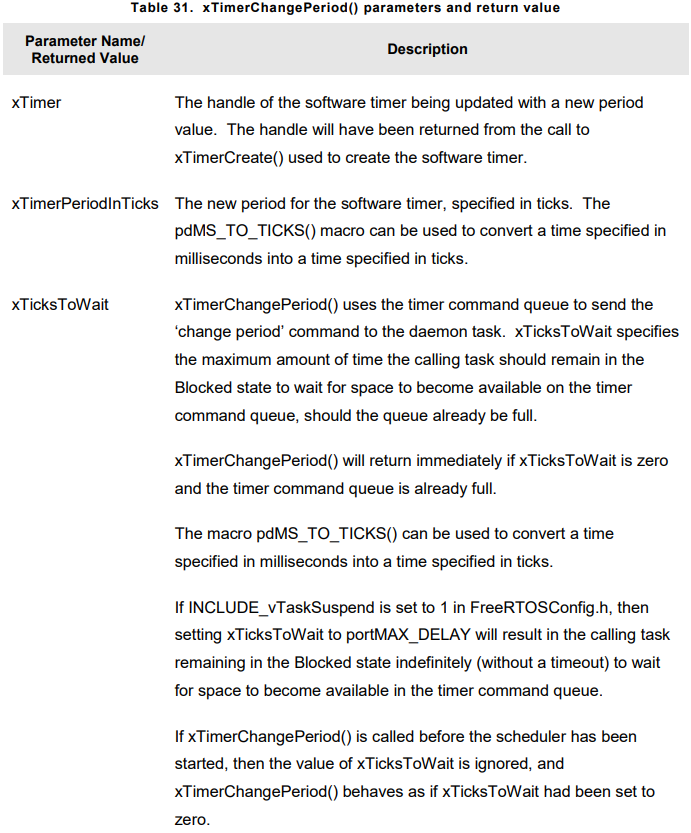 Table 31. xTimerChangePeriod() parameters and return value
Parameter Name/
Returned Value
Description
xTimer
The handle of the software timer being updated with a new period
value. The handle will have been returned from the call to
xTimerCreate() used to create the software timer.
xTimerPeriodInTicks
The new period for the software timer, specified in ticks. The
pdMS_TO_TICKS() macro can be used to convert a time specified in
milliseconds into a time specified in ticks.
xTicksToWait
xTimerChangePeriod() uses the timer command queue to send the
‘change period’ command to the daemon task. xTicksToWait specifies
the maximum amount of time the calling task should remain in the
Blocked state to wait for space to become available on the timer
command queue, should the queue already be full.
xTimerChangePeriod() will return immediately if xTicksToWait is zero
and the timer command queue is already full.
The macro pdMS_TO_TICKS() can be used to convert a time
specified in milliseconds into a time specified in ticks.
If INCLUDE_vTaskSuspend is set to 1 in FreeRTOSConfig.h, then
setting xTicksToWait to portMAX_DELAY will result in the calling task
remaining in the Blocked state indefinitely (without a timeout) to wait
for space to become available in the timer command queue.
If xTimerChangePeriod() is called before the scheduler has been
started, then the value of xTicksToWait is ignored, and
xTimerChangePeriod() behaves as if xTicksToWait had been set to
zero.